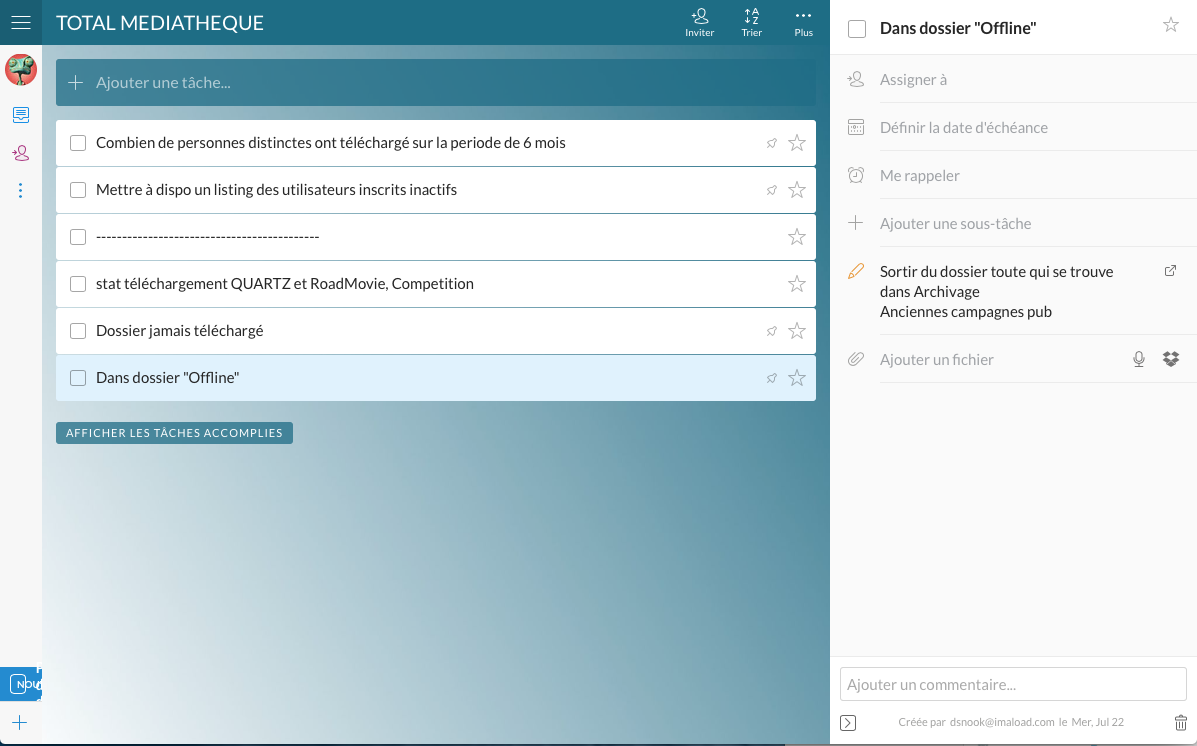 TOTAL MEDIATHEQUE
Inviter
Trier
Plus
Ajouter une tâche...
Combien de personnes distinctes ont téléchargé sur la periode de 6 mois
Mettre à dispo un listing des utilisateurs inscrits inactifs
-------------------------------------------
stat téléchargement QUARTZ et RoadMovie, Competition
Dossier jamais téléchargé
Dans dossier "Offline"
AFFICHER LES TÂCHES ACCOMPLIES
Dans dossier "Offline"
Assigner à
Définir la date d'échéance
Me rappeler
Ajouter une sous-tâche
Sortir du dossier toute qui se trouve
dans Archivage
Anciennes campagnes pub
Ajouter un fichier
Ajouter un commentaire...
Créée par dsnook@imaload.com le Mer, Jul 22